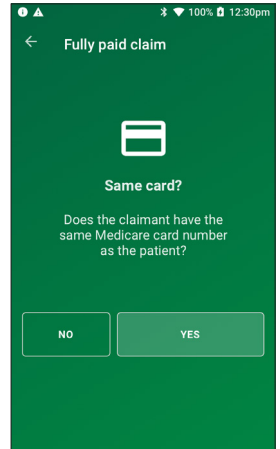 100% 12:30pm
Fully paid claim
Same card?
Does the claimant have the
same Medicare card number
as the patient?
NO YES